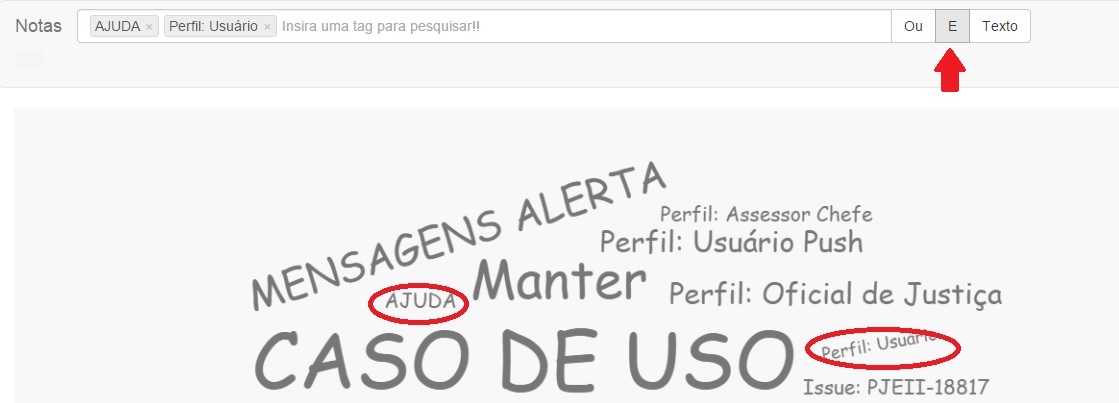 Notas AJUDA × Perfil: Usuário × Insira uma tag para pesquisar!! Ou E Texto
MENSAGENS ALERTA
Perfil: Assessor Chefe
Perfil: Usuário Push
Manter
AJUDA
Perfil: Oficial de Justiça
CASO DE USO
Perfil: Usuário
Issue: PJEII-18817